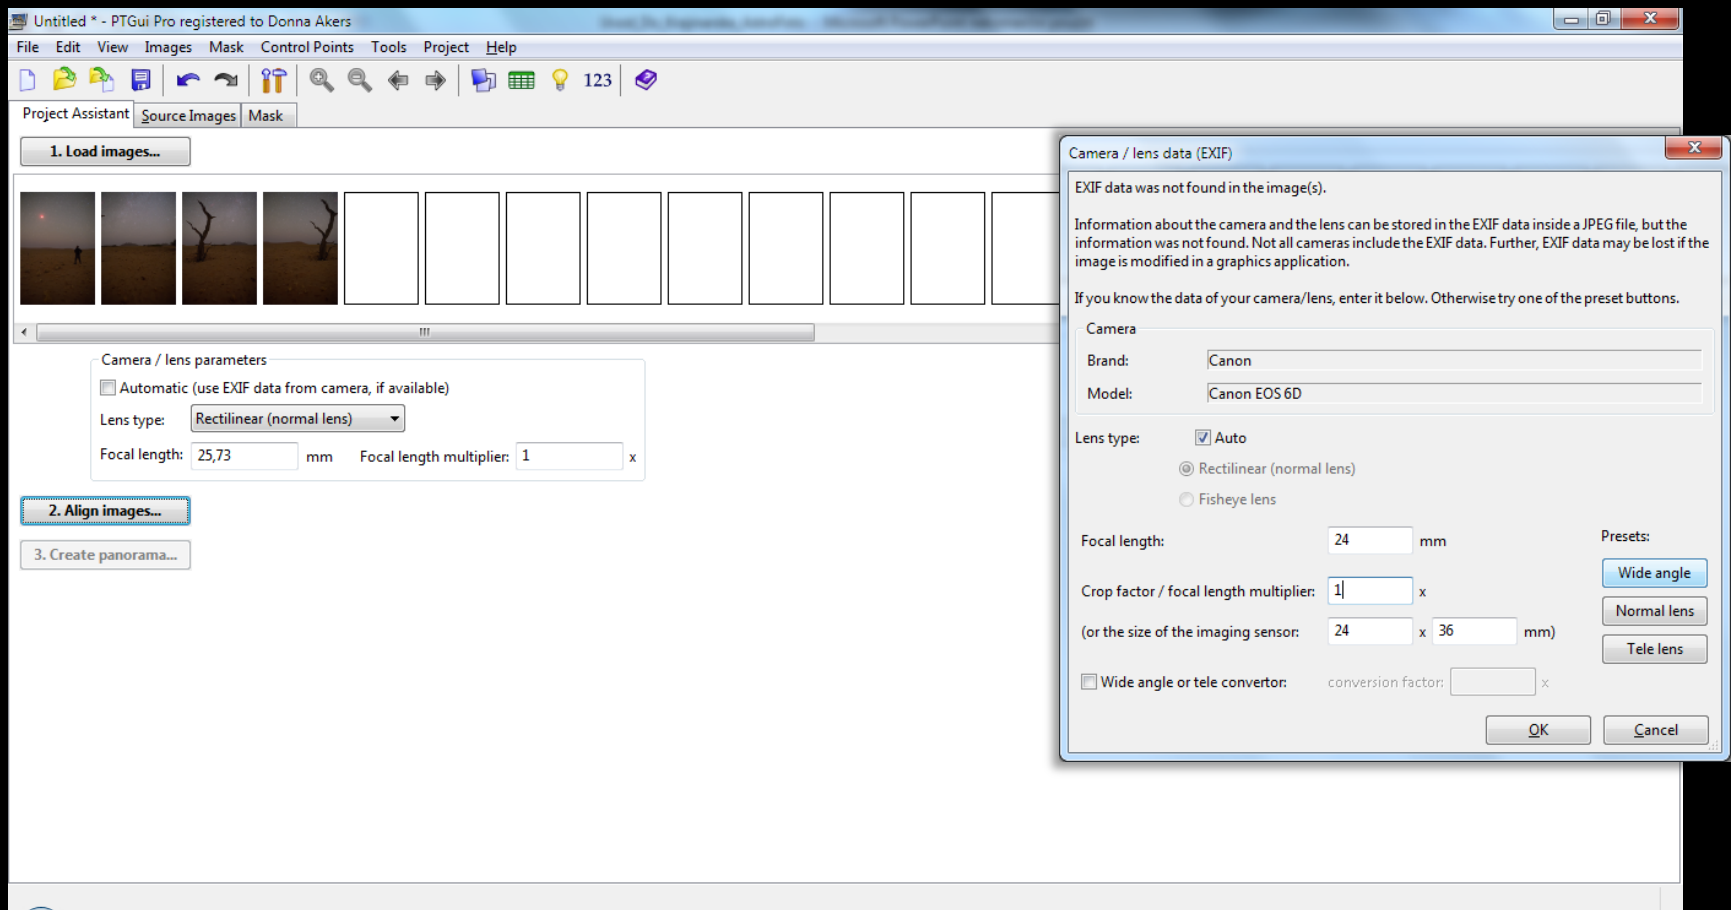 Untitled * - PTGui Pro registered to Donna Akers
File Edit View Images Mask Control Points Tools Project Help
123
Project Assistant Source Images Mask
1. Load images...
Camera / lens parameters
Automatic (use EXIF data from camera, if available)
Lens type: Rectilinear (normal lens)
Focal length: 25,73 mm Focal length multiplier: 1 x
2. Align images...
3. Create panorama...
Camera / lens data (EXIF)
EXIF data was not found in the image(s).
Information about the camera and the lens can be stored in the EXIF data inside a JPEG file, but the
information was not found. Not all cameras include the EXIF data. Further, EXIF data may be lost if the
image is modified in a graphics application.
If you know the data of your camera/lens, enter it below. Otherwise try one of the preset buttons.
Camera
Brand: Canon
Model: Canon EOS 6D
Lens type: Auto
Rectilinear (normal lens)
Fisheye lens
Focal length: 24 mm
Presets:
Wide angle
Crop factor / focal length multiplier: 1 x
Normal lens
(or the size of the imaging sensor: 24 x 36 mm)
Tele lens
Wide angle or tele convertor: conversion factor: x
OK Cancel